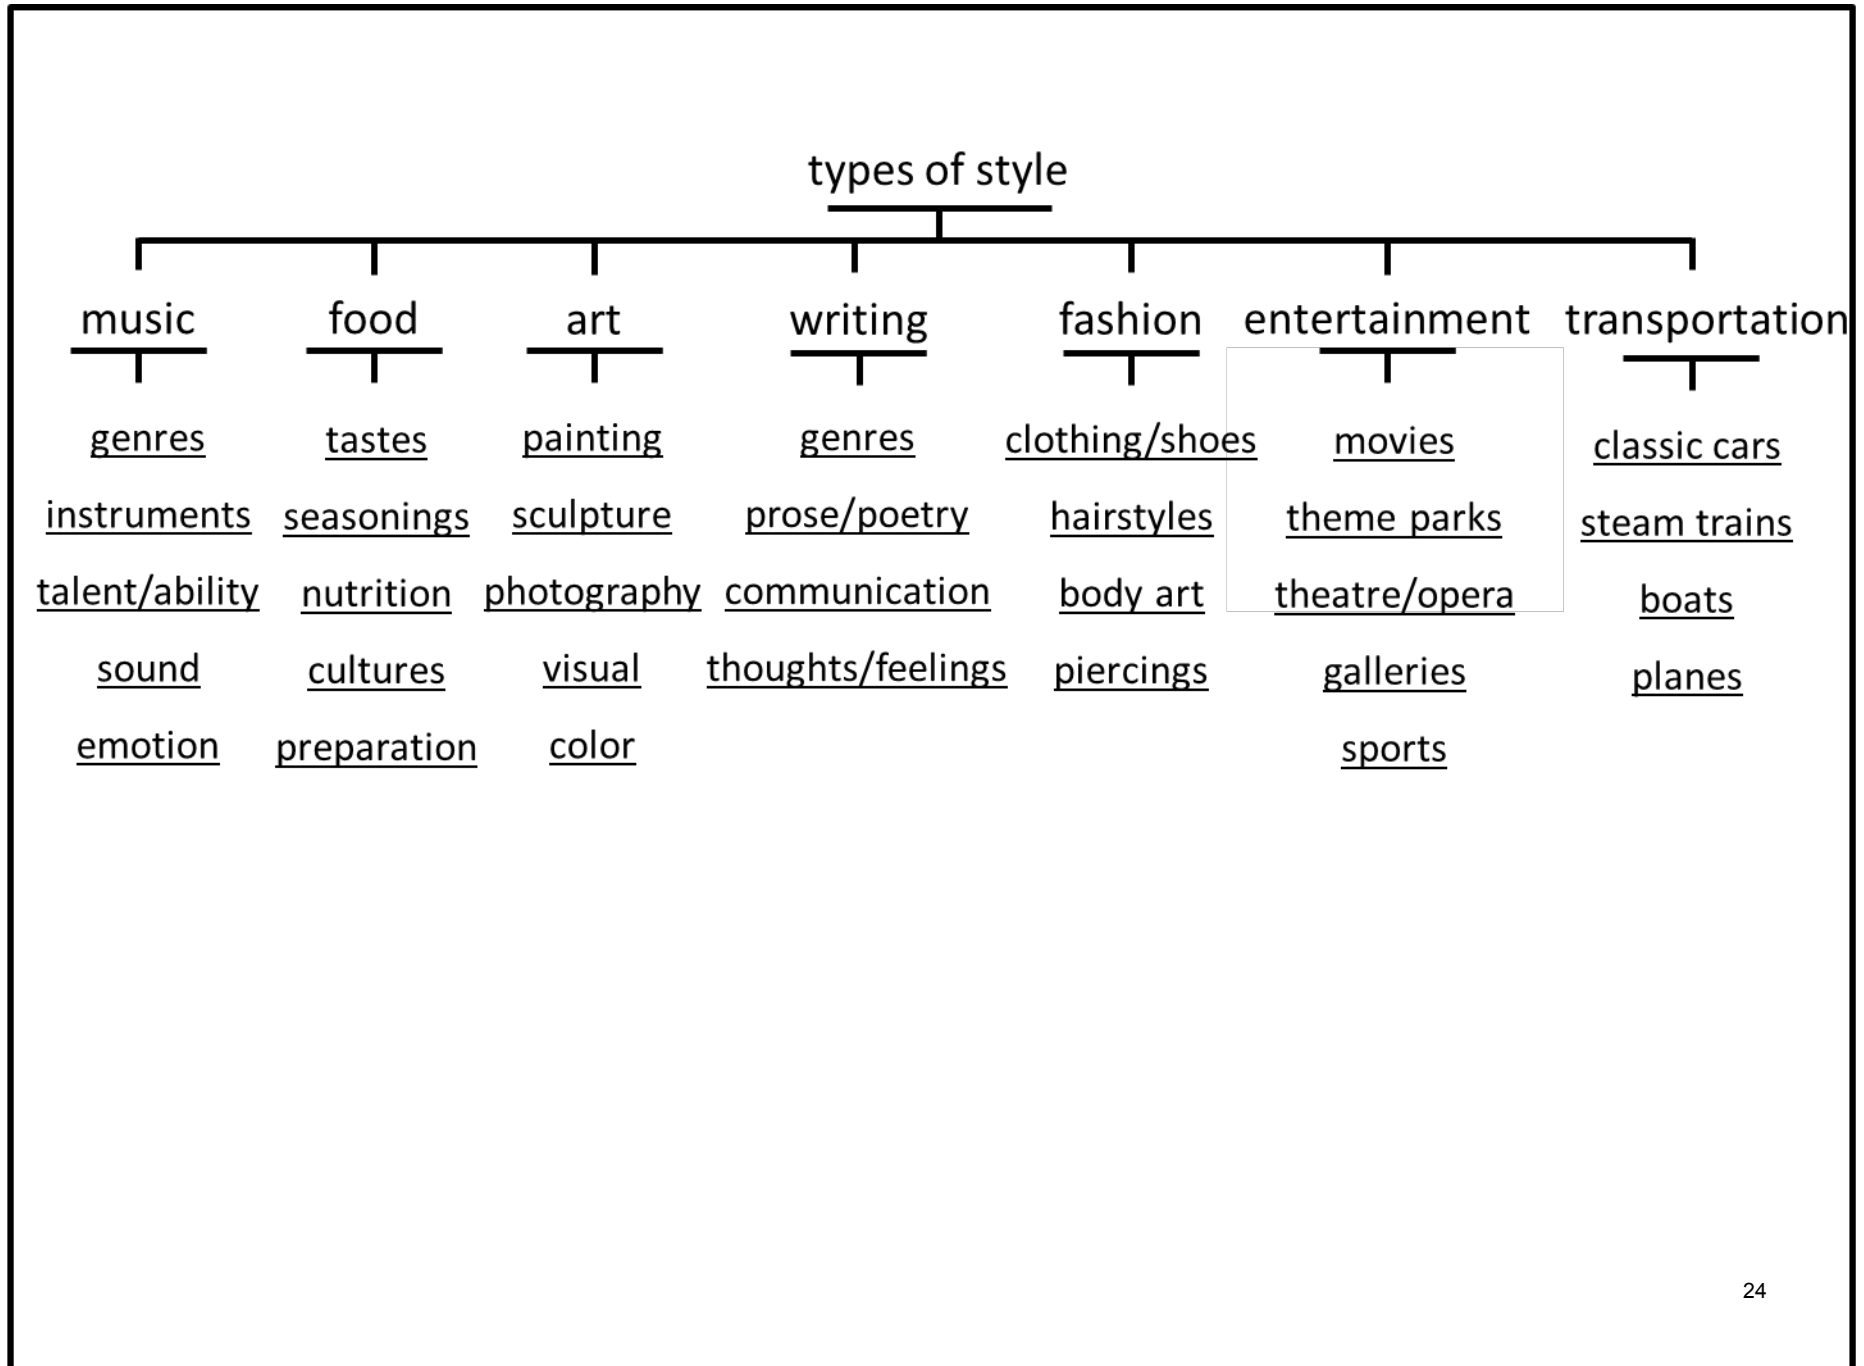 types of style
music
genres
instruments
talent/ability
sound
emotion
food
tastes
seasonings
nutrition
cultures
preparation
art
painting
sculpture
photography
visual
color
writing
genres
prose/poetry
communication
thoughts/feelings
fashion
clothing/shoes
hairstyles
body art
piercings
entertainment
movies
theme parks
theatre/opera
galleries
sports
transportation
classic cars
steam trains
boats
planes
24